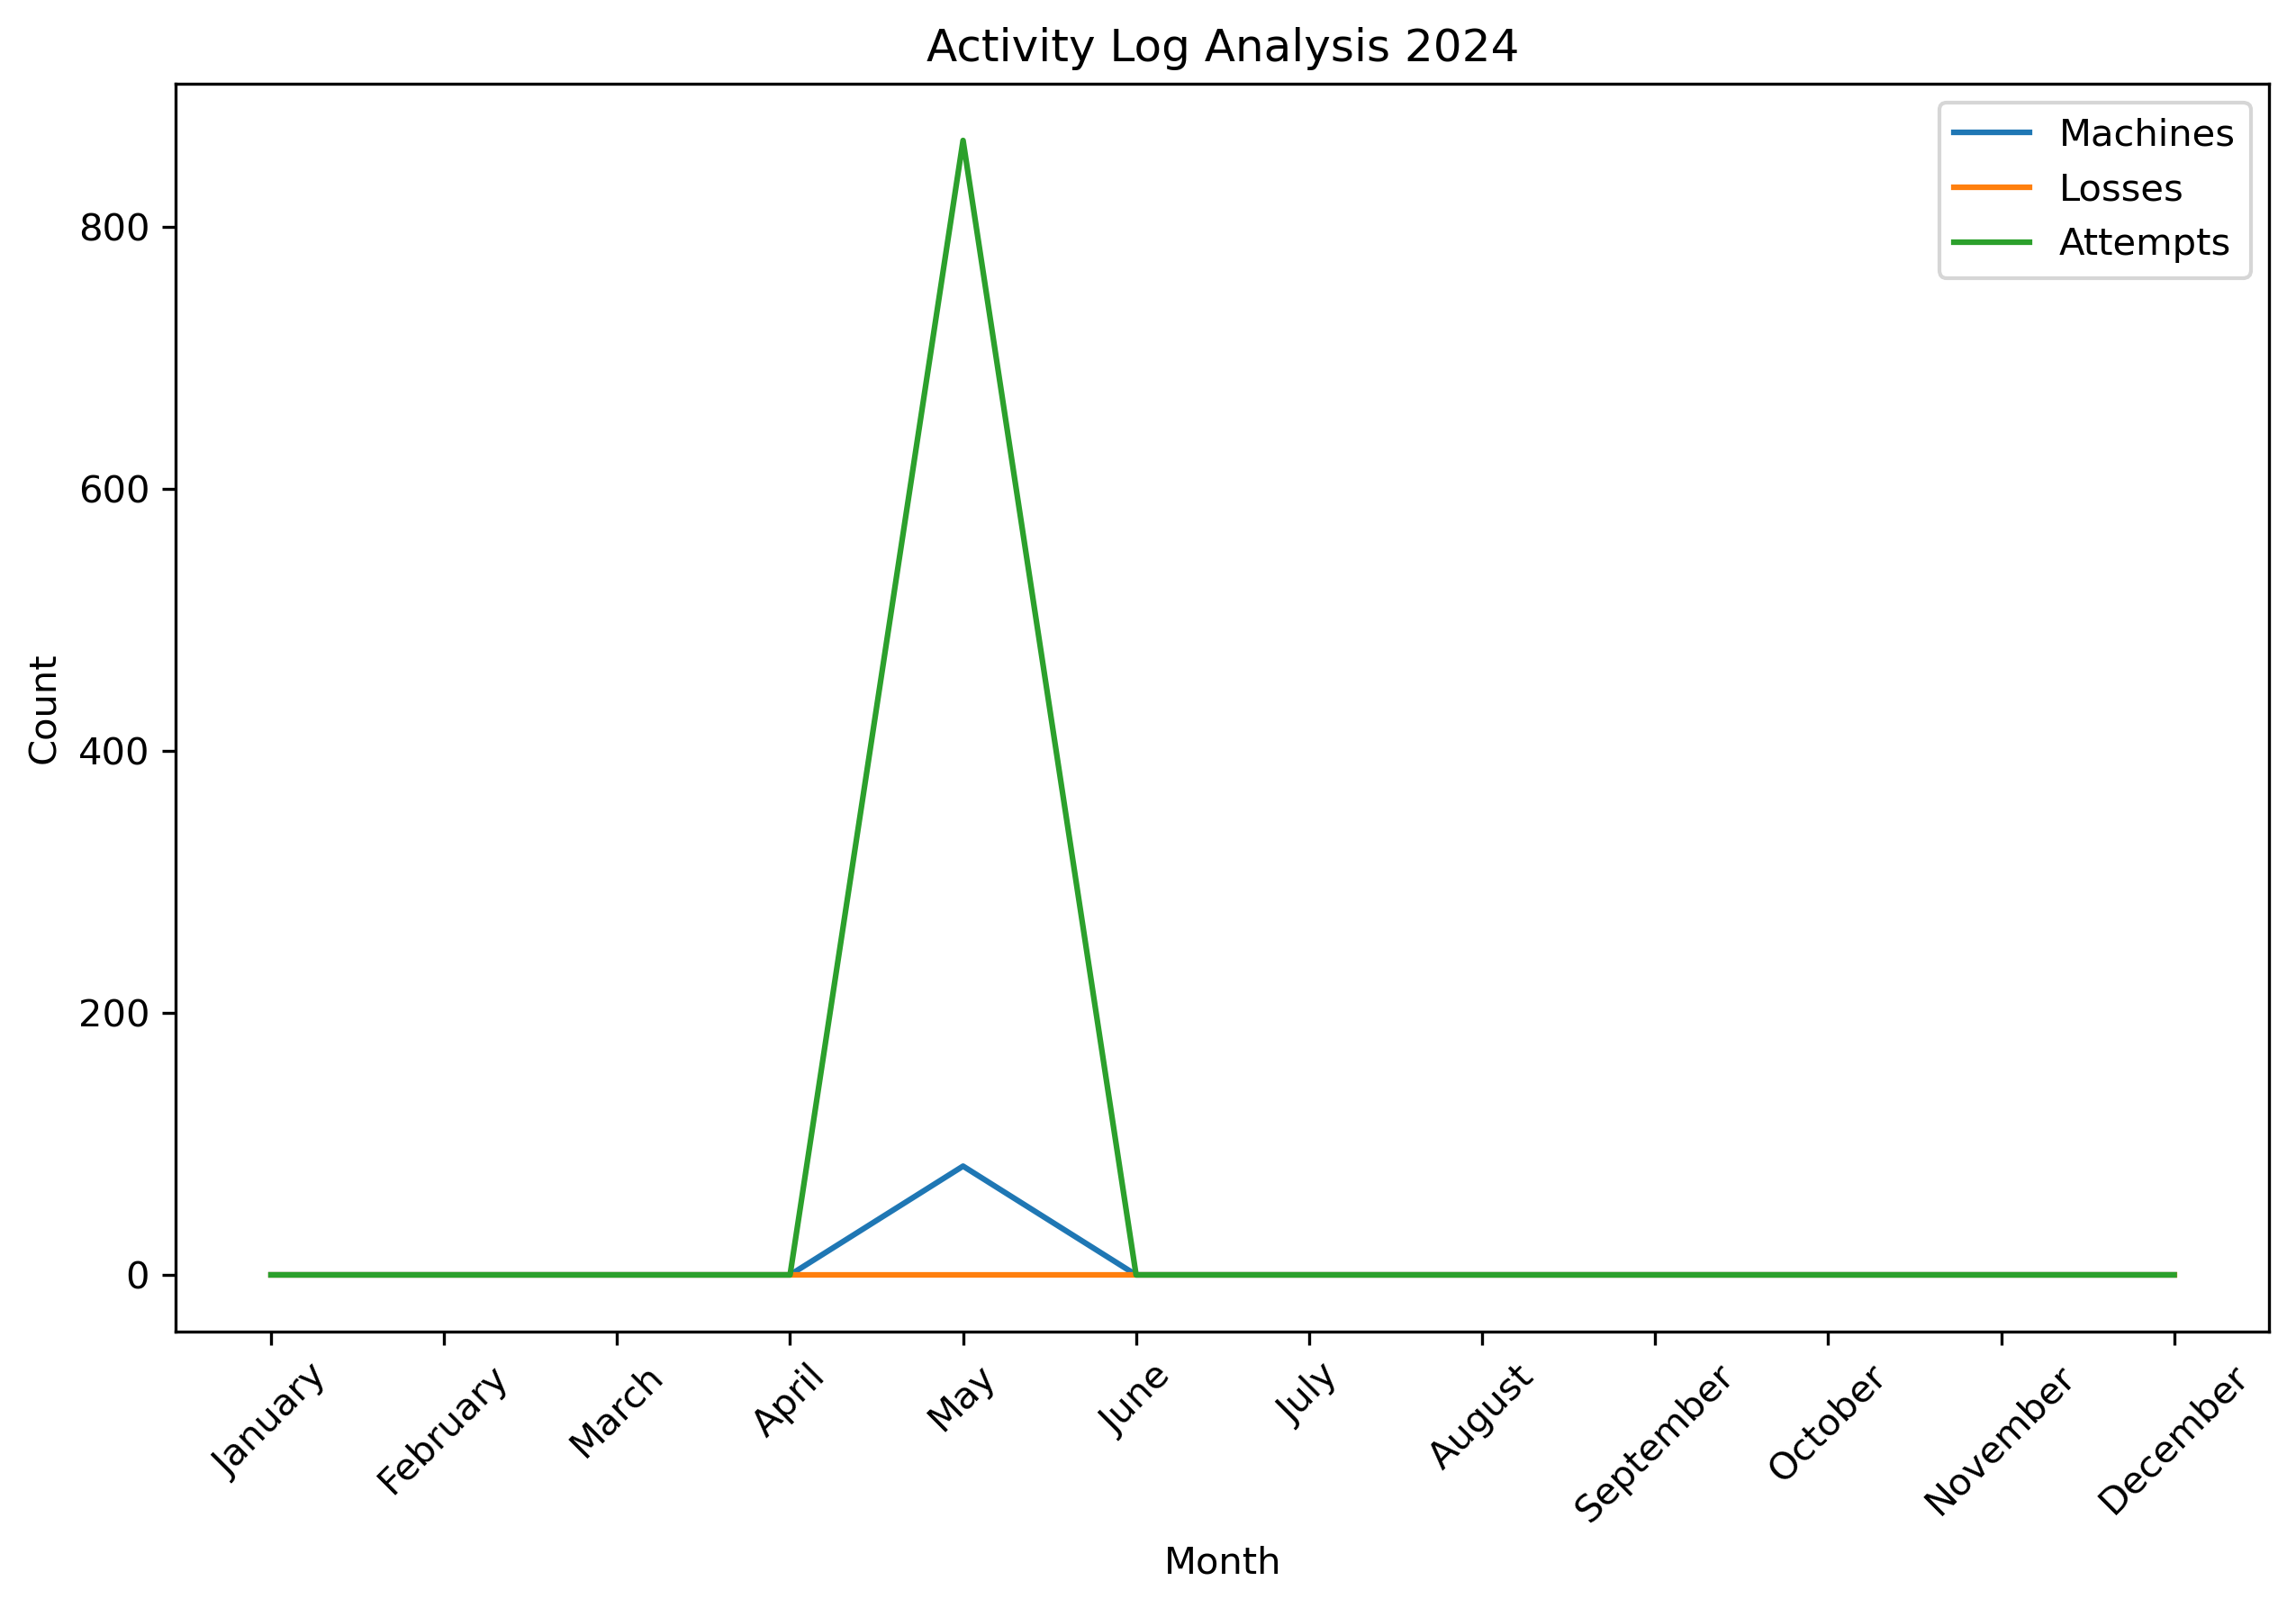 Activity Log Analysis 2024
Machines
Losses
Attempts
Count
800
600
400
200
0
January
February
March
April
May
June
July
August
September
October
November
December
Month